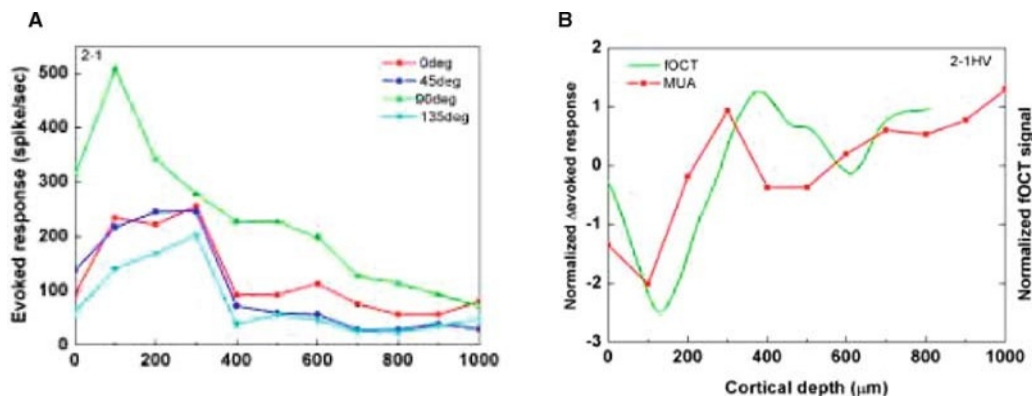 A
2-1
0deg
45deg
90deg
135deg
500
400
300
200
100
0
0 200 400 600 800 1000
Evoked response (spike/sec)
B
fOCT
MUA
2-1HV
2
1
0
-1
-2
-3
0 200 400 600 800 1000
Normalized Δevoked response
Normalized fOCT signal
Cortical depth (μm)